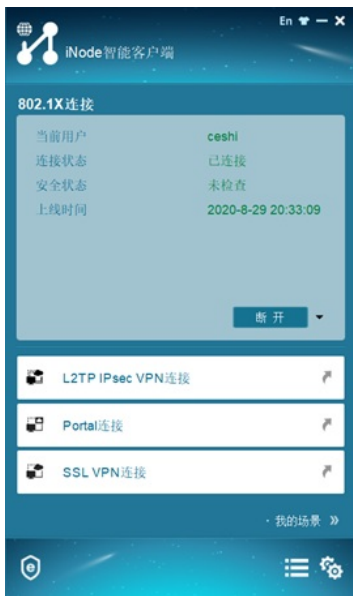 En
iNode智能客户端
802.1X连接
当前用户 ceshi
连接状态 已连接
安全状态 未检查
上线时间 2020-8-29 20:33:09
断开
L2TP IPsec VPN连接
Portal连接
SSL VPN连接
· 我的场景 »
e